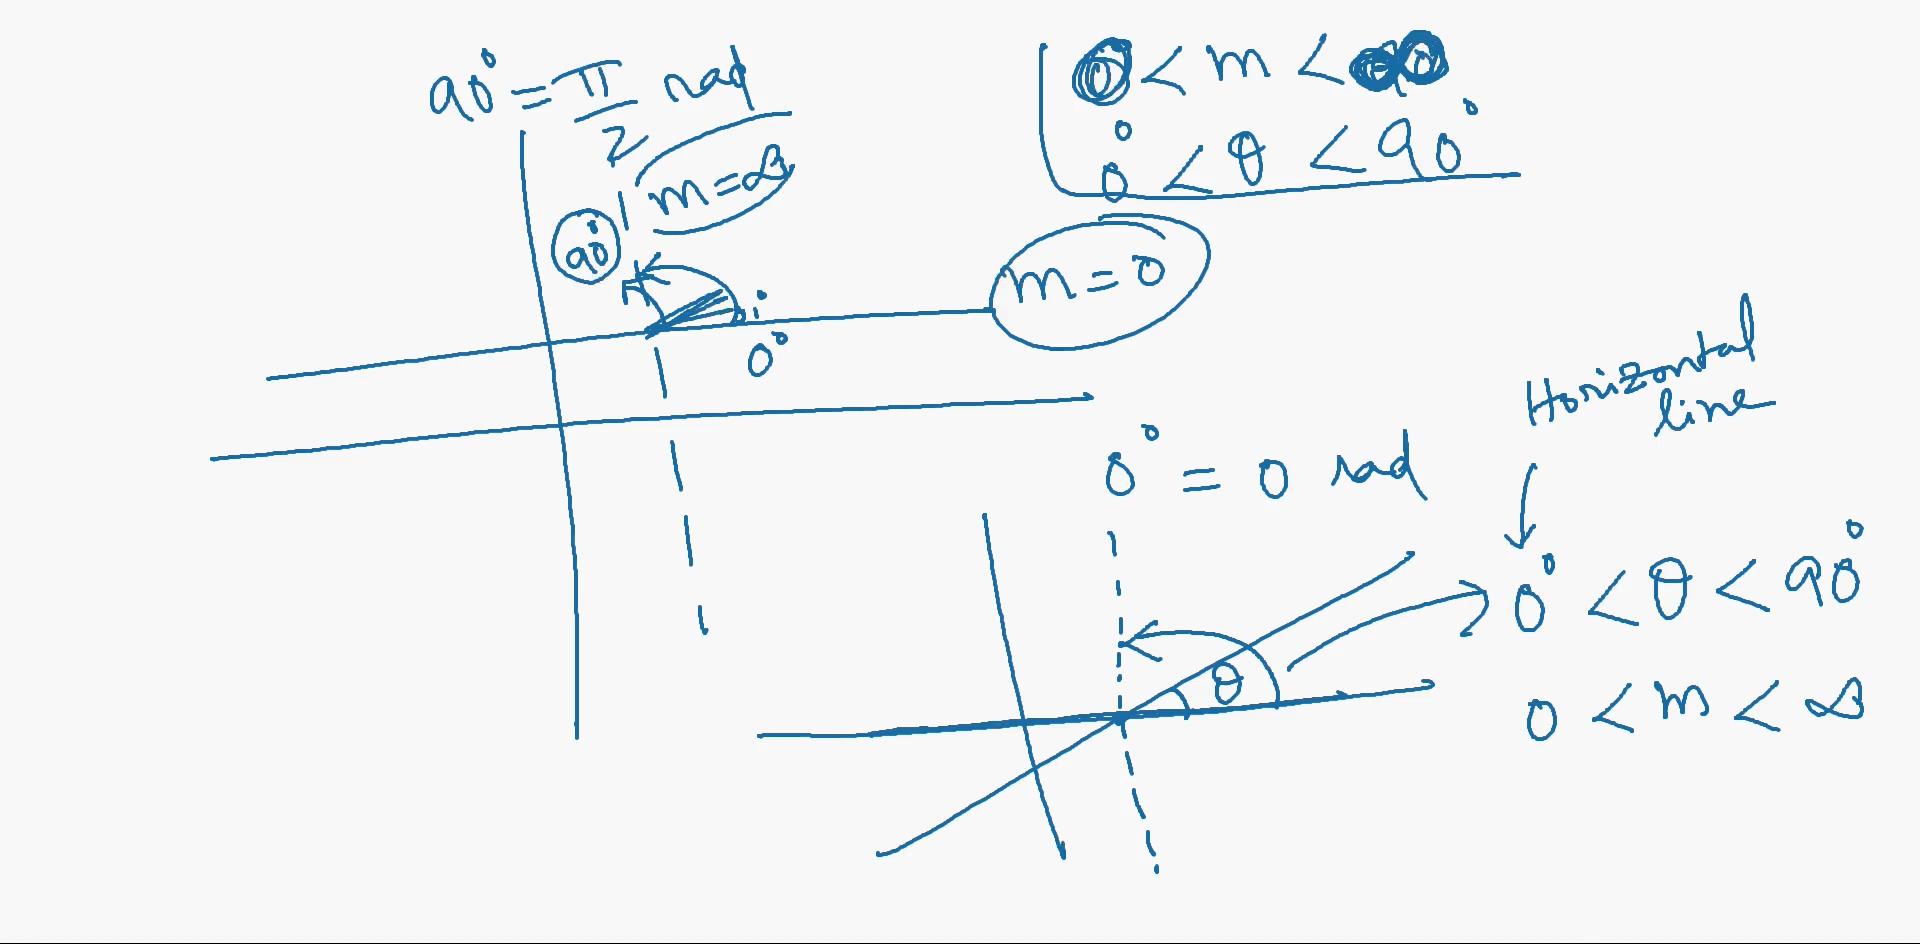 90° = π/2 rad
m = ∞
90°
0°
0°
< m <
0° < θ < 90°
m = 0
Horizontal
line
0° = 0 rad
θ
0° < θ < 90°
0 < m < ∞